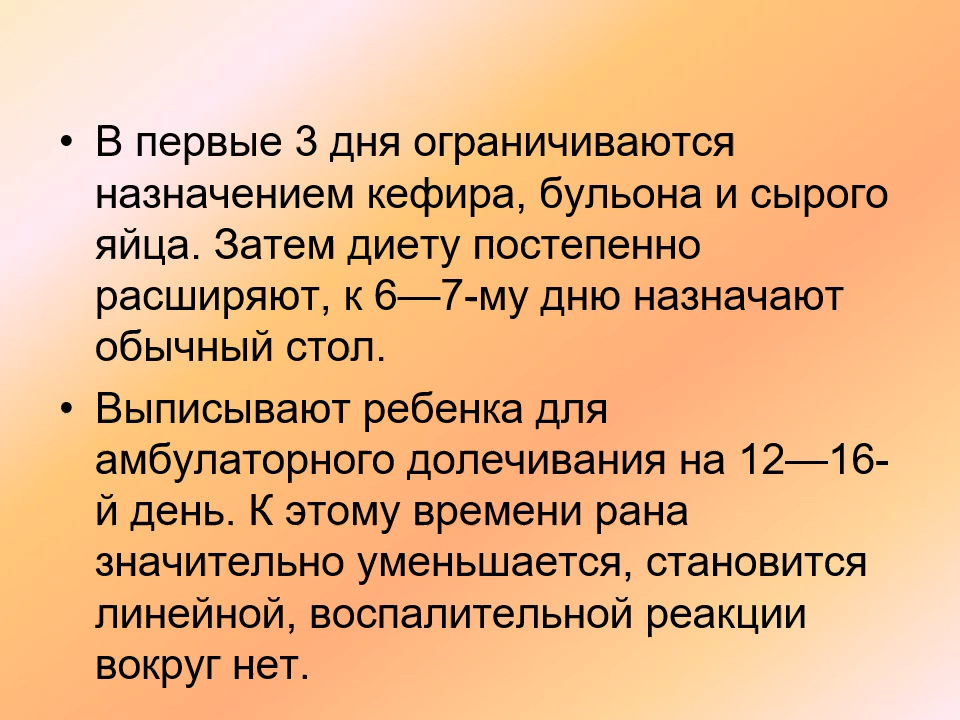 • В первые 3 дня ограничиваются
назначением кефира, бульона и сырого
яйца. Затем диету постепенно
расширяют, к 6—7-му дню назначают
обычный стол.
• Выписывают ребенка для
амбулаторного долечивания на 12—16-
й день. К этому времени рана
значительно уменьшается, становится
линейной, воспалительной реакции
вокруг нет.